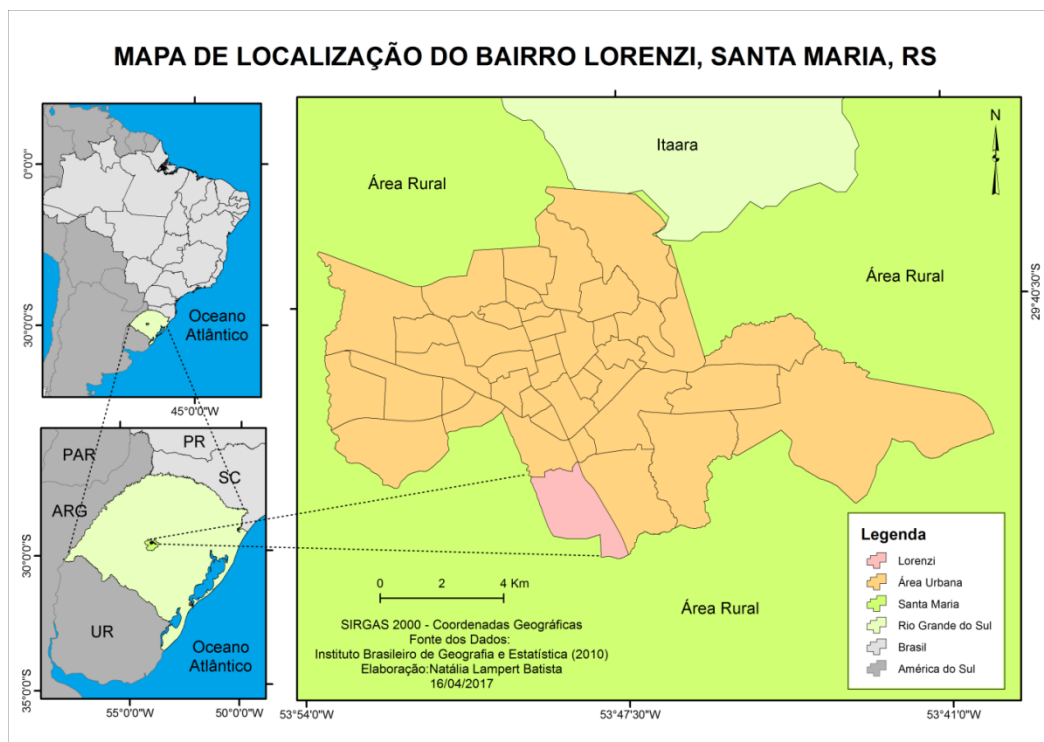 MAPA DE LOCALIZAÇÃO DO BAIRRO LORENZI, SANTA MARIA, RS
0°0'0"
30°0'0"S
Oceano
Atlântico
45°0'0"W
PAR
PR
SC
ARG
30°0'0"S
UR
Oceano
Atlântico
35°0'0"S
55°0'0"W
50°0'0"W
Itaara
N
Área Rural
Área Rural
29°40'30"S
Área Rural
0 2 4 Km
SIRGAS 2000 - Coordenadas Geográficas
Fonte dos Dados:
Instituto Brasileiro de Geografia e Estatística (2010)
Elaboração:Natália Lampert Batista
16/04/2017
Legenda
Lorenzi
Área Urbana
Santa Maria
Rio Grande do Sul
Brasil
América do Sul
53°54'0"W
53°47'30"W
53°41'0"W